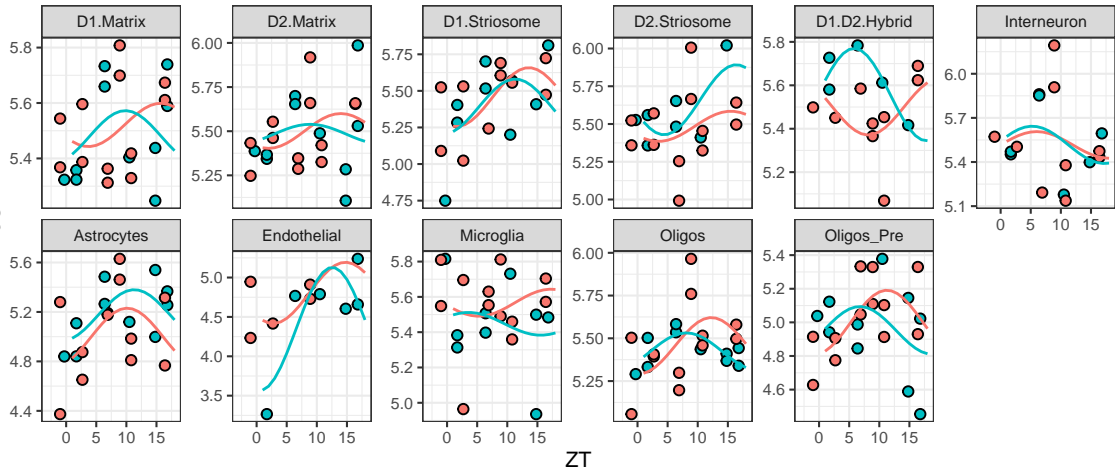 D1.Matrix D2.Matrix D1.Striosome D2.Striosome D1.D2.Hybrid Interneuron
5.8 6.00 5.75 6.00 5.8 6.0
5.6 5.75 5.50 5.75 5.6 5.7
5.4 5.50 5.25 5.50 5.4 5.4
5.25 5.00 5.25 5.2 5.1
4.75 5.00
0 5 10 15
Astrocytes Endothelial Microglia Oligos Oligos_Pre
5.6 5.0 5.8 6.00 5.4
5.2 4.5 5.6 5.75 5.2
4.8 4.0 5.4 5.50 5.0
4.4 3.5 5.2 5.25 4.8
5.0 4.6
0 5 10 15 0 5 10 15 0 5 10 15 0 5 10 15 0 5 10 15
ZT